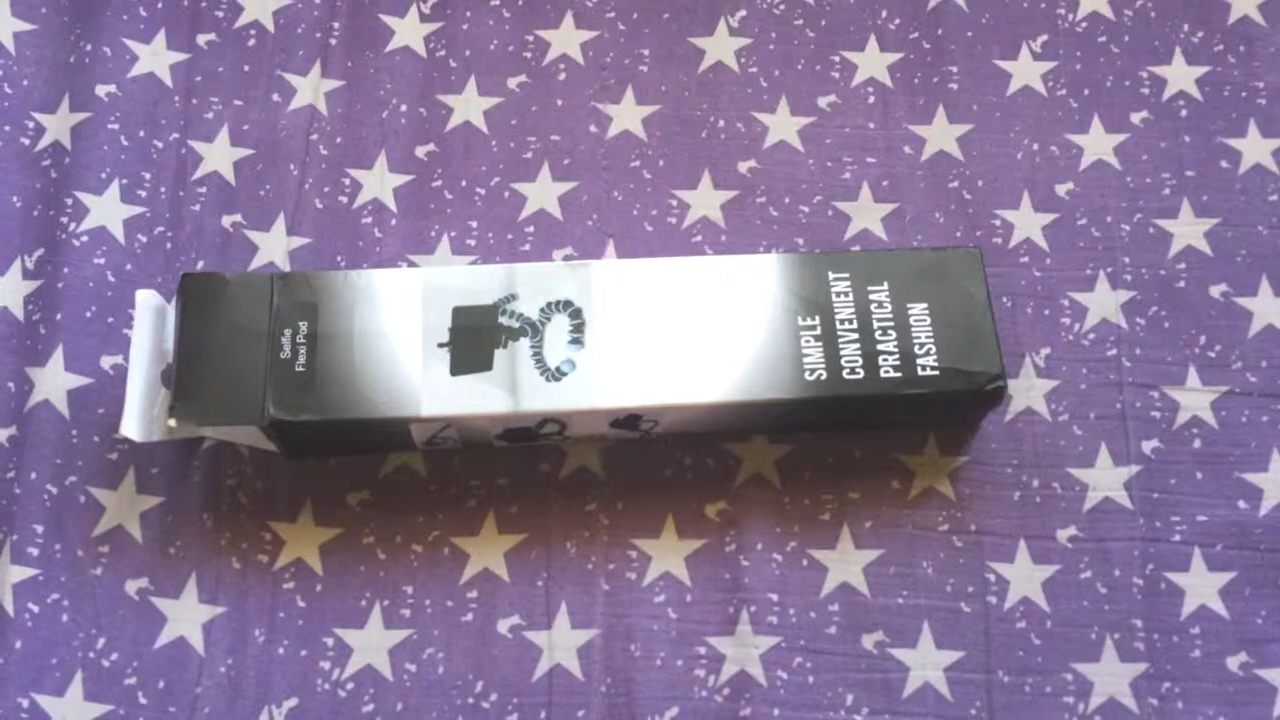 Selfie
Flexi Pod
SIMPLE
CONVENIENT
PRACTICAL
FASHION